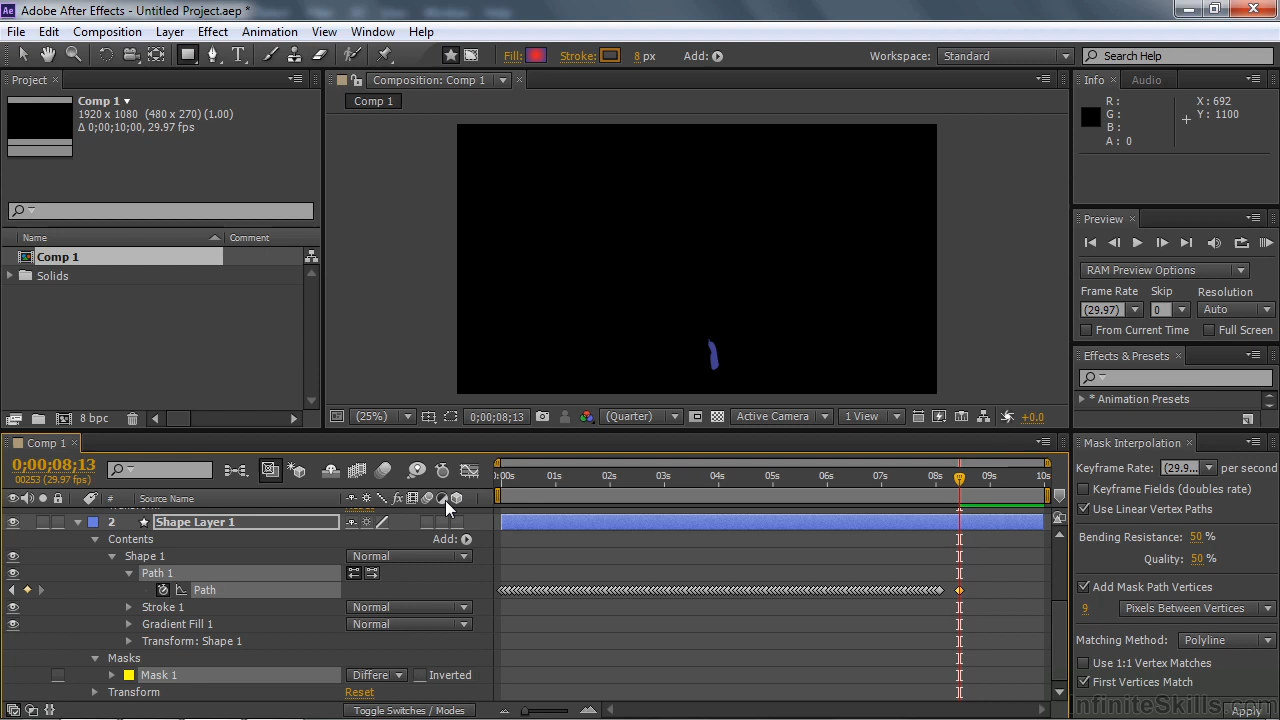 Adobe After Effects - Untitled Project.aep *
File Edit Composition Layer Effect Animation View Window Help
Fill: Stroke: 8 px Add: Workspace: Standard Search Help
Project
Comp 1
1920 x 1080 (480 x 270) (1.00)
Δ 0;00;10;00, 29.97 fps
Name Comment
Comp 1
Solids
8 bpc
Composition: Comp 1
Comp 1
(25%) 0;00;08;13 (Quarter) Active Camera 1 View +0.0
Info Audio
R : X : 692
G : Y : 1100
B :
A : 0
Preview
RAM Preview Options
Frame Rate Skip Resolution
(29.97) 0 Auto
From Current Time Full Screen
Effects & Presets
* Animation Presets
Comp 1
0;00;08;13
00253 (29.97 fps)
# Source Name fx
0:00s 01s 02s 03s 04s 05s 06s 07s 08s 09s 10s
2 Shape Layer 1
Contents Add:
Shape 1 Normal
Path 1
Path
Stroke 1 Normal
Gradient Fill 1 Normal
Transform: Shape 1
Masks
Mask 1 Differe Inverted
Transform Reset
Toggle Switches / Modes
Mask Interpolation
Keyframe Rate: (29.9... per second
Keyframe Fields (doubles rate)
Use Linear Vertex Paths
Bending Resistance: 50 %
Quality: 50 %
Add Mask Path Vertices
9 Pixels Between Vertices
Matching Method: Polyline
Use 1:1 Vertex Matches
First Vertices Match
InfiniteSkills.com
Apply